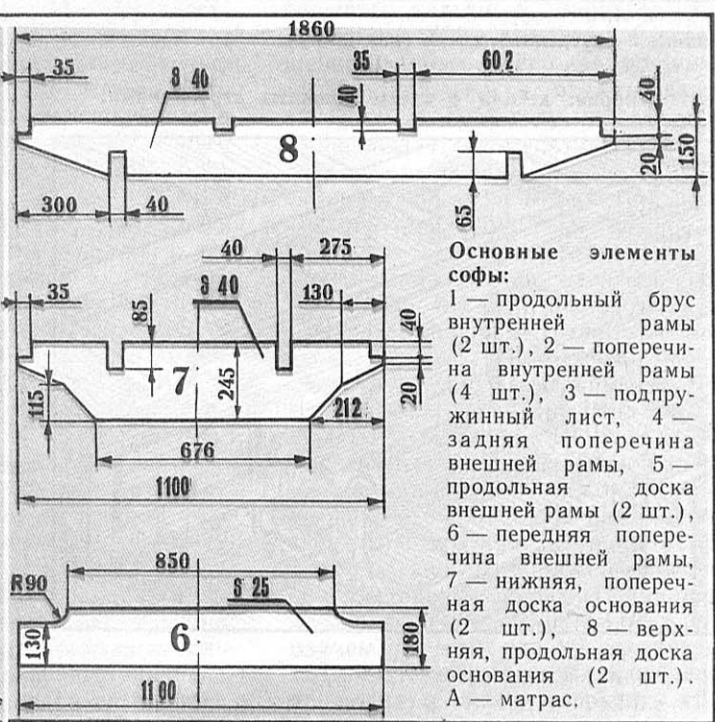 1860
35
S 40
35
602
40
40
8
20
150
300
40
65
40
275
35
85
S 40
130
40
7
245
115
20
212
676
1100
850
R90
S 25
130
6
180
1100
Основные элементы
софы:
1 — продольный брус
внутренней рамы
(2 шт.), 2 — поперечи-
на внутренней рамы
(4 шт.), 3 — подпру-
жинный лист, 4 —
задняя поперечина
внешней рамы, 5 —
продольная доска
внешней рамы (2 шт.),
6 — передняя попере-
чина внешней рамы,
7 — нижняя, попереч-
ная доска основания
(2 шт.), 8 — верх-
няя, продольная доска
основания (2 шт.).
А — матрас.